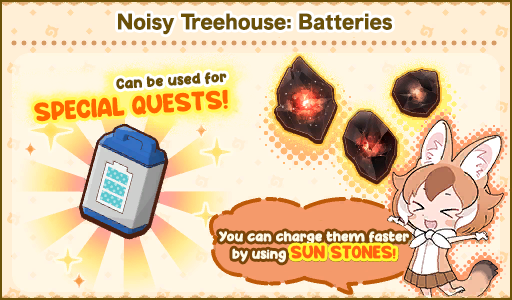 Noisy Treehouse: Batteries
Can be used for
SPECIAL QUESTS!
You can charge them faster
by using SUN STONES!